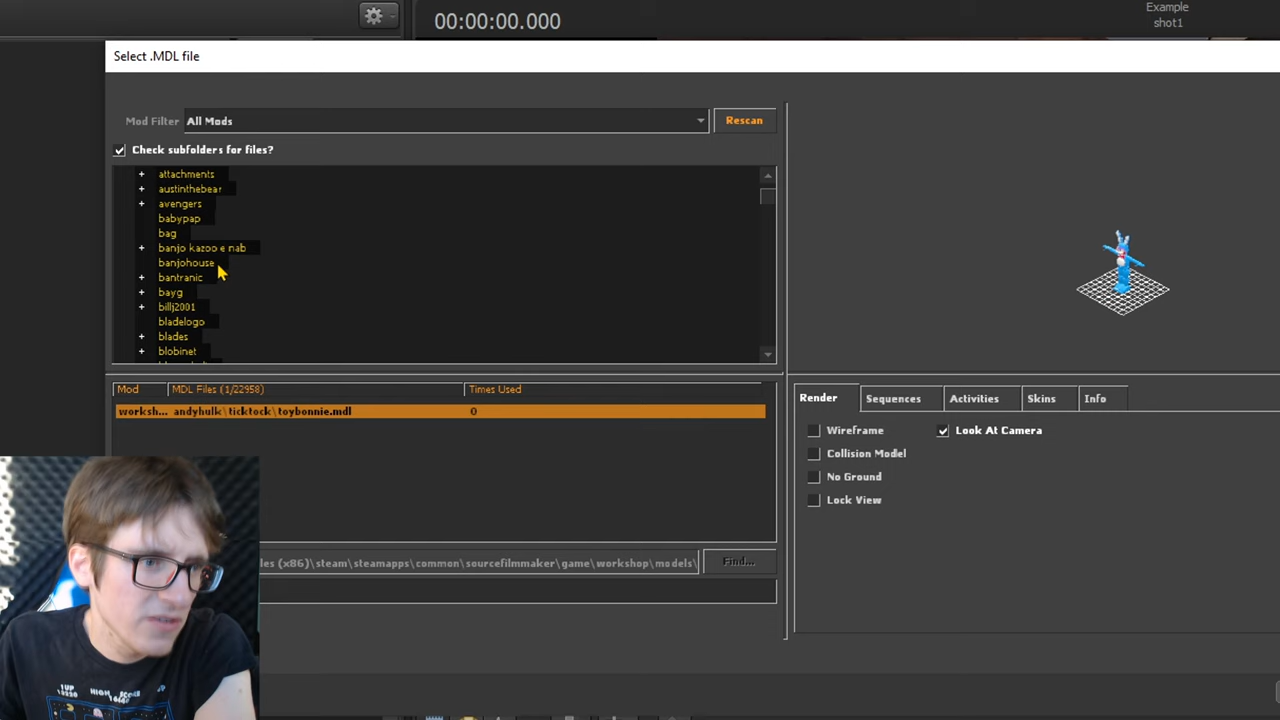 00:00:00.000
Example
shot1
Select .MDL file
Mod Filter
All Mods
Rescan
Check subfolders for files?
+ attachments
+ austinthebear
+ avengers
babypap
bag
+ banjo kazoo e nab
banjohouse
+ bantranic
+ bayg
+ billj2001
bladelogo
+ blades
+ blobinet
Mod
MDL Files (1/22958)
Times Used
worksh... andyhulk\ticktock\toybonnie.mdl
0
Render
Sequences
Activities
Skins
Info
Wireframe
Look At Camera
Collision Model
No Ground
Lock View
les (x86)\steam\steamapps\common\sourcefilmmaker\game\workshop\models\
Find...
1UP
HIGH